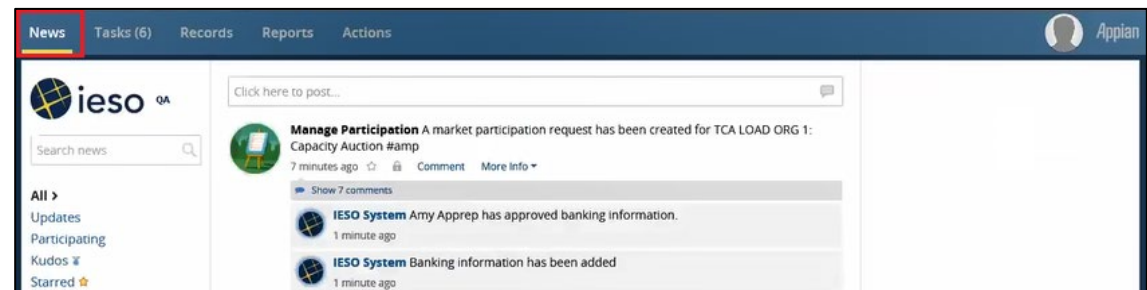 News Tasks (6) Records Reports Actions Appian
ieso QA
Search news
All >
Updates
Participating
Kudos
Starred
Click here to post...
Manage Participation A market participation request has been created for TCA LOAD ORG 1:
Capacity Auction #amp
7 minutes ago Comment More Info
Show 7 comments
IESO System Amy Apprep has approved banking information.
1 minute ago
IESO System Banking information has been added
1 minute ago